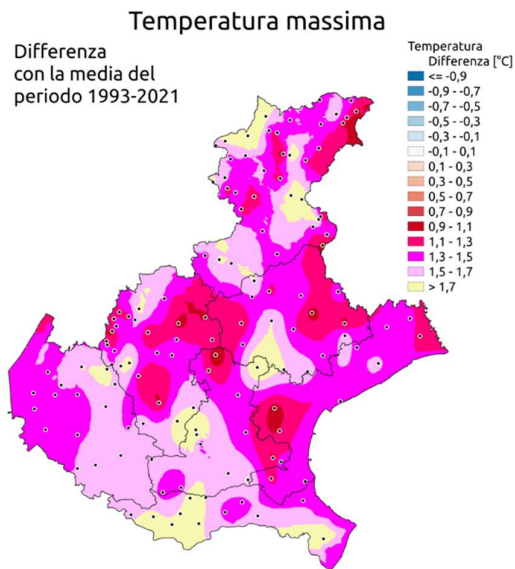 Temperatura massima
Differenza
con la media del
periodo 1993-2021
Temperatura
Differenza [°C]
<= -0,9
-0,9 - -0,7
-0,7 - -0,5
-0,5 - -0,3
-0,3 - -0,1
-0,1 - 0,1
0,1 - 0,3
0,3 - 0,5
0,5 - 0,7
0,7 - 0,9
0,9 - 1,1
1,1 - 1,3
1,3 - 1,5
1,5 - 1,7
> 1,7